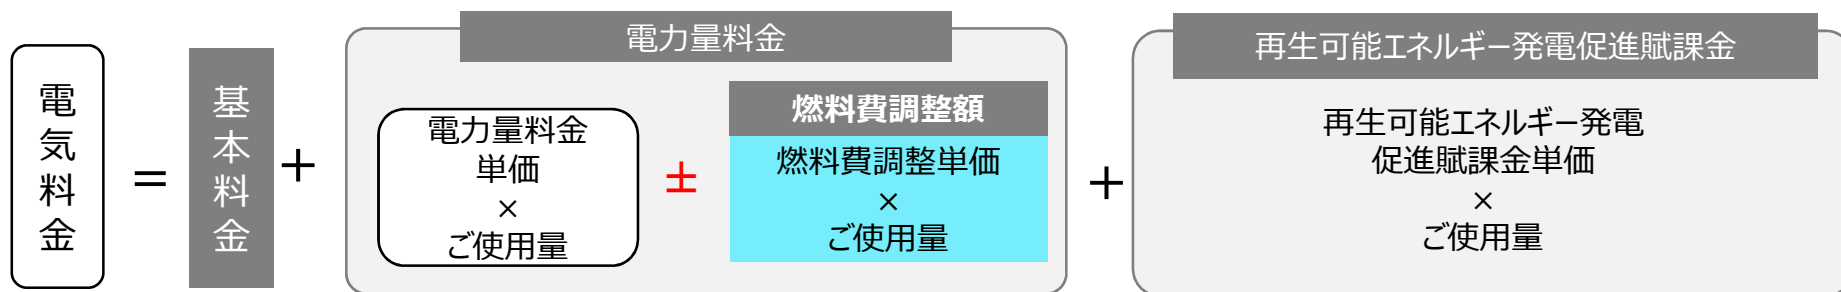 電気料金
＝
基本料金
＋
電力量料金
電力量料金
単価
×
ご使用量
±
燃料費調整額
燃料費調整単価
×
ご使用量
＋
再生可能エネルギー発電促進賦課金
再生可能エネルギー発電
促進賦課金単価
×
ご使用量